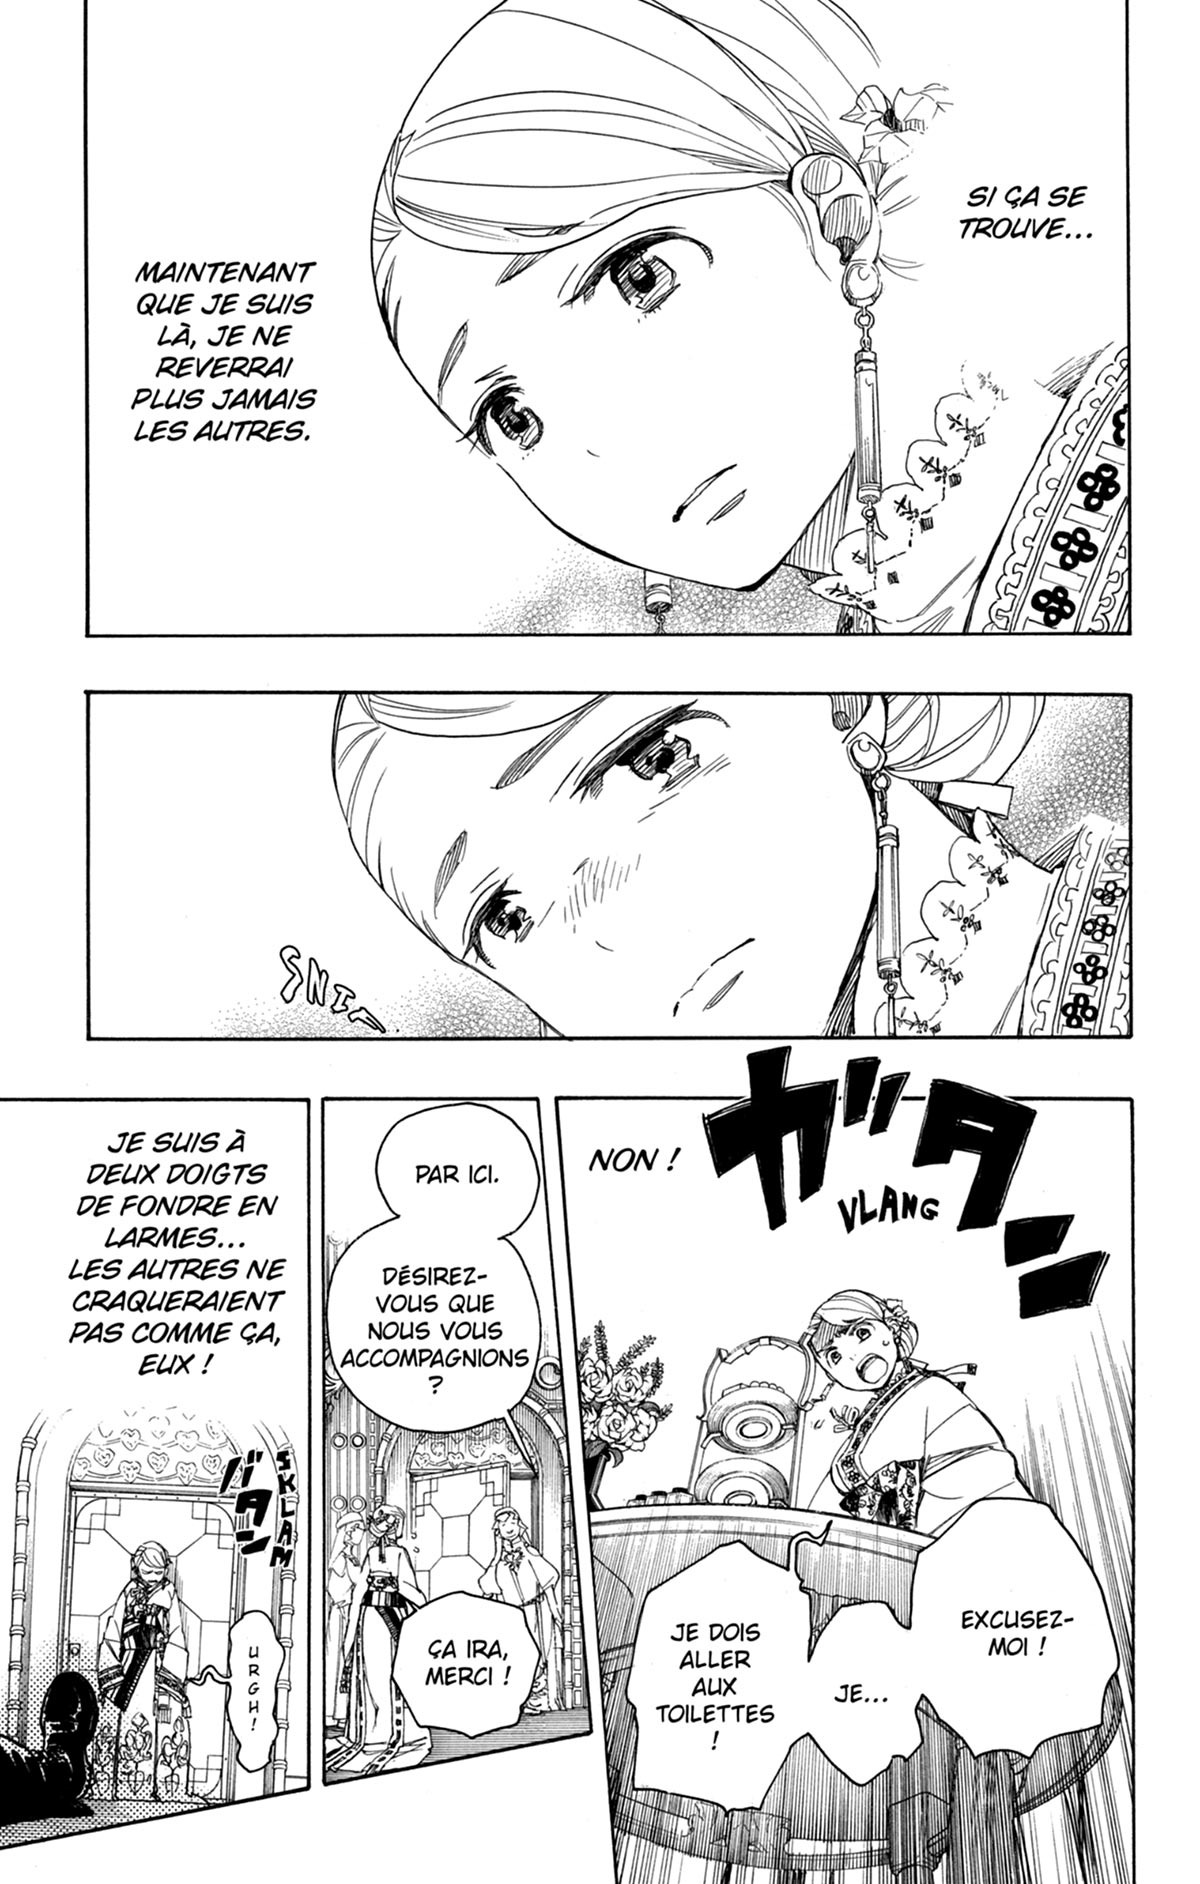 SI ÇA SE
TROUVE...
MAINTENANT
QUE JE SUIS
LÀ, JE NE
REVERRAI
PLUS JAMAIS
LES AUTRES.
SNIF
ガタン
VLANG
NON !
EXCUSEZ-
MOI !
JE...
JE DOIS
ALLER
AUX
TOILETTES
!
PAR ICI.
DÉSIREZ-
VOUS QUE
NOUS VOUS
ACCOMPAGNIONS
?
ÇA IRA,
MERCI !
JE SUIS À
DEUX DOIGTS
DE FONDRE EN
LARMES...
LES AUTRES NE
CRAQUERAIENT
PAS COMME ÇA,
EUX !
SKLAM
バタン
URGH !